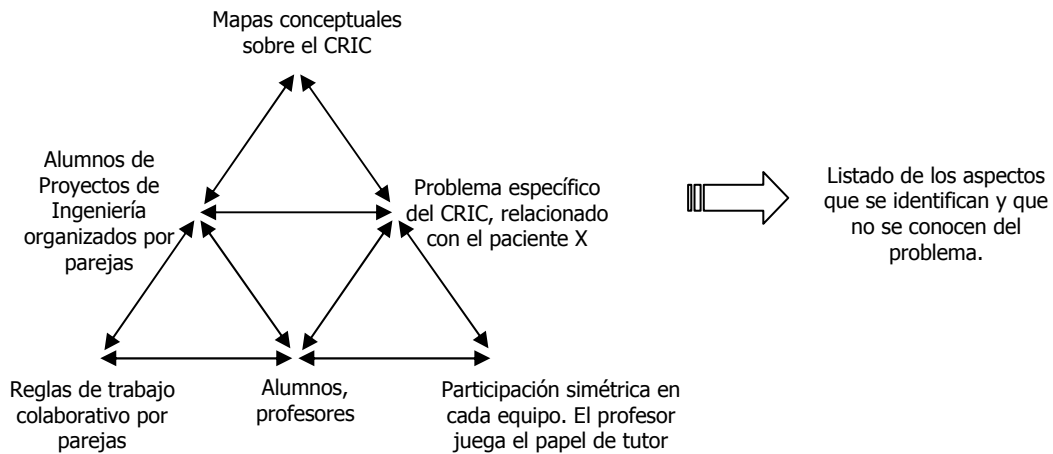 Mapas conceptuales
sobre el CRIC
Alumnos de
Proyectos de
Ingeniería
organizados por
parejas
Problema específico
del CRIC, relacionado
con el paciente X
Listado de los aspectos
que se identifican y que
no se conocen del
problema.
Reglas de trabajo
colaborativo por
parejas
Alumnos,
profesores
Participación simétrica en
cada equipo. El profesor
juega el papel de tutor